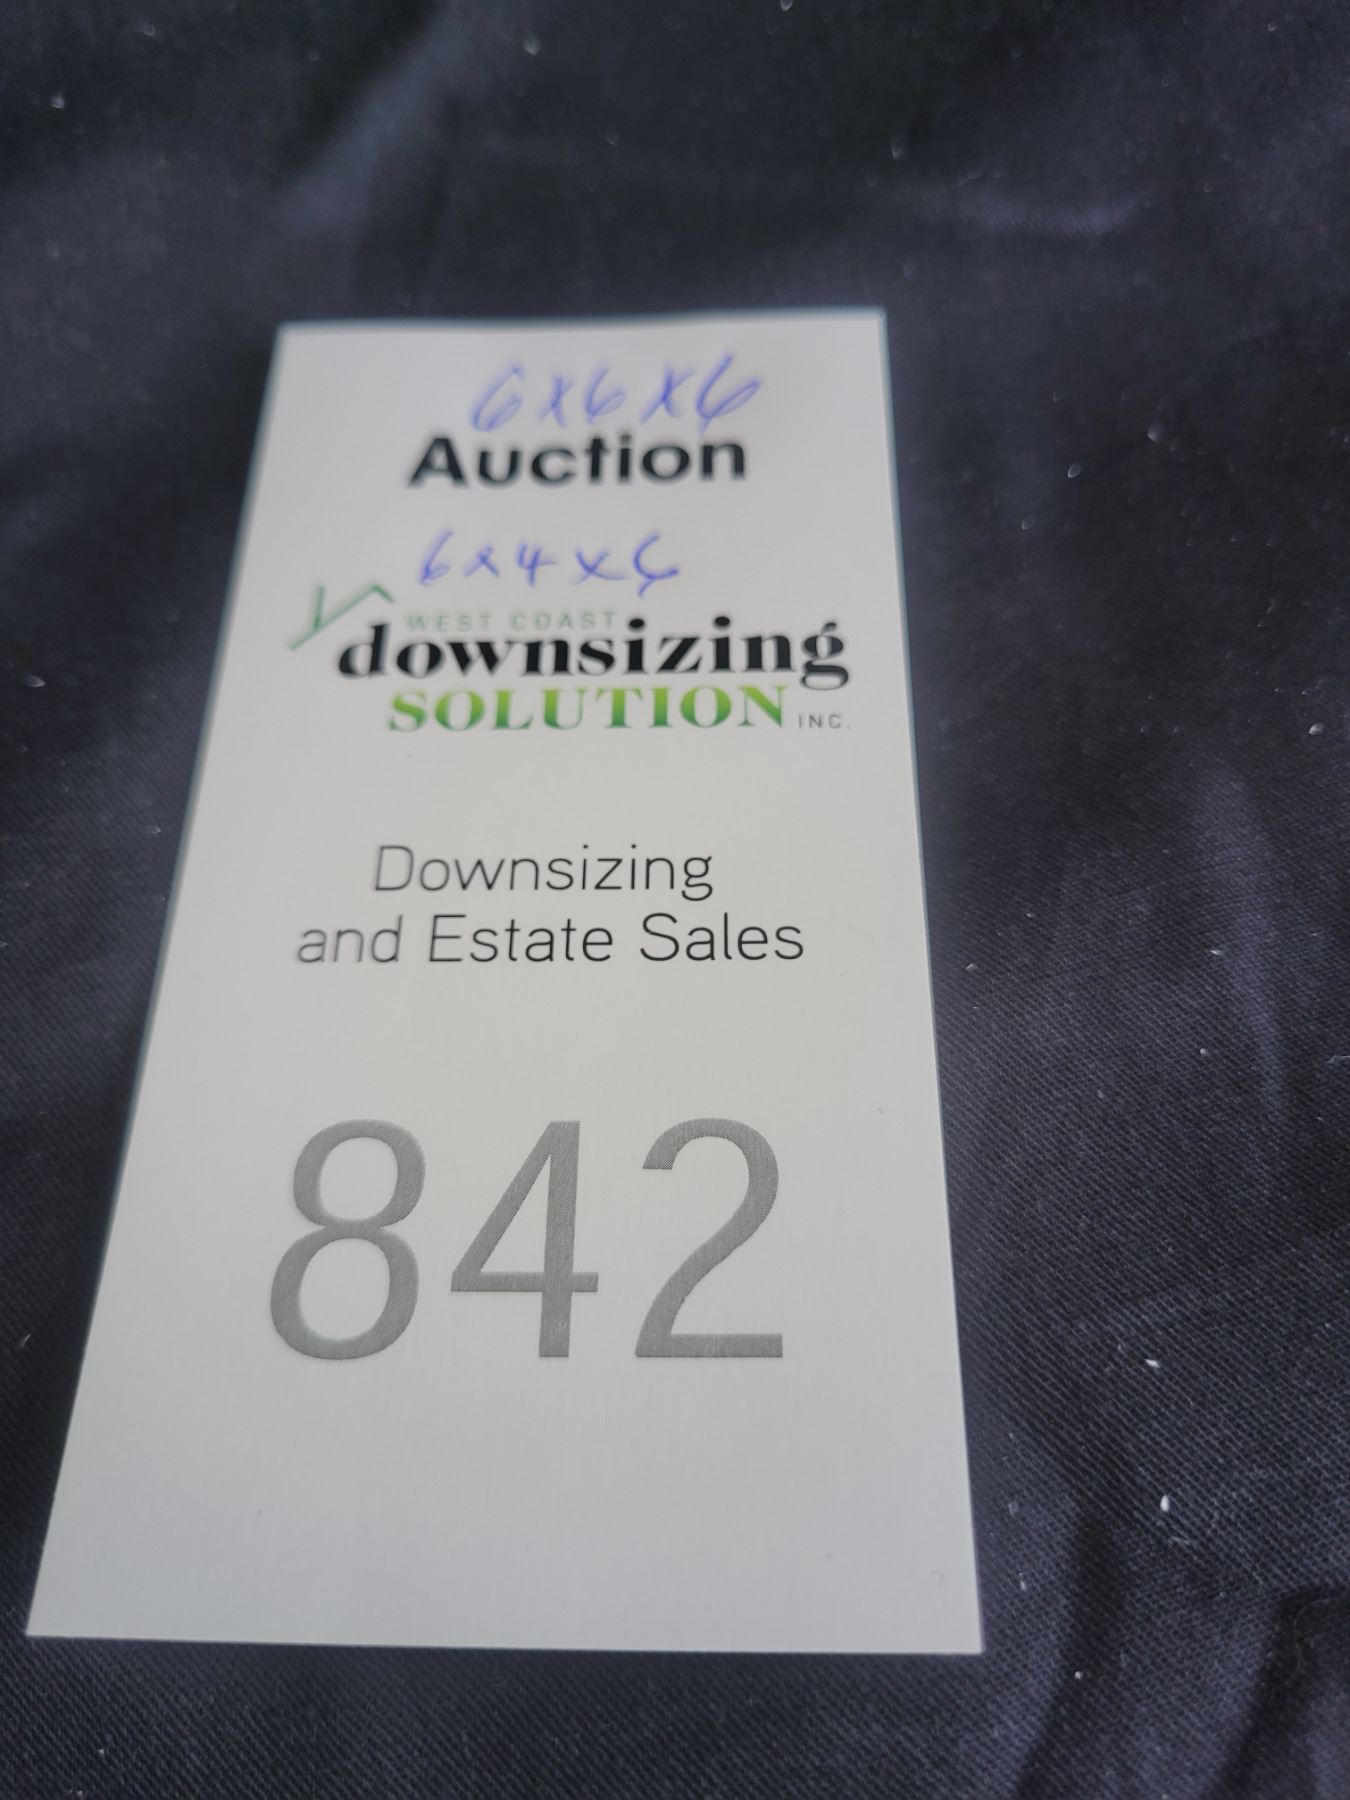 6x6x6
Auction
6x4x6
WEST COAST
downsizing
SOLUTION INC.
Downsizing
and Estate Sales
842